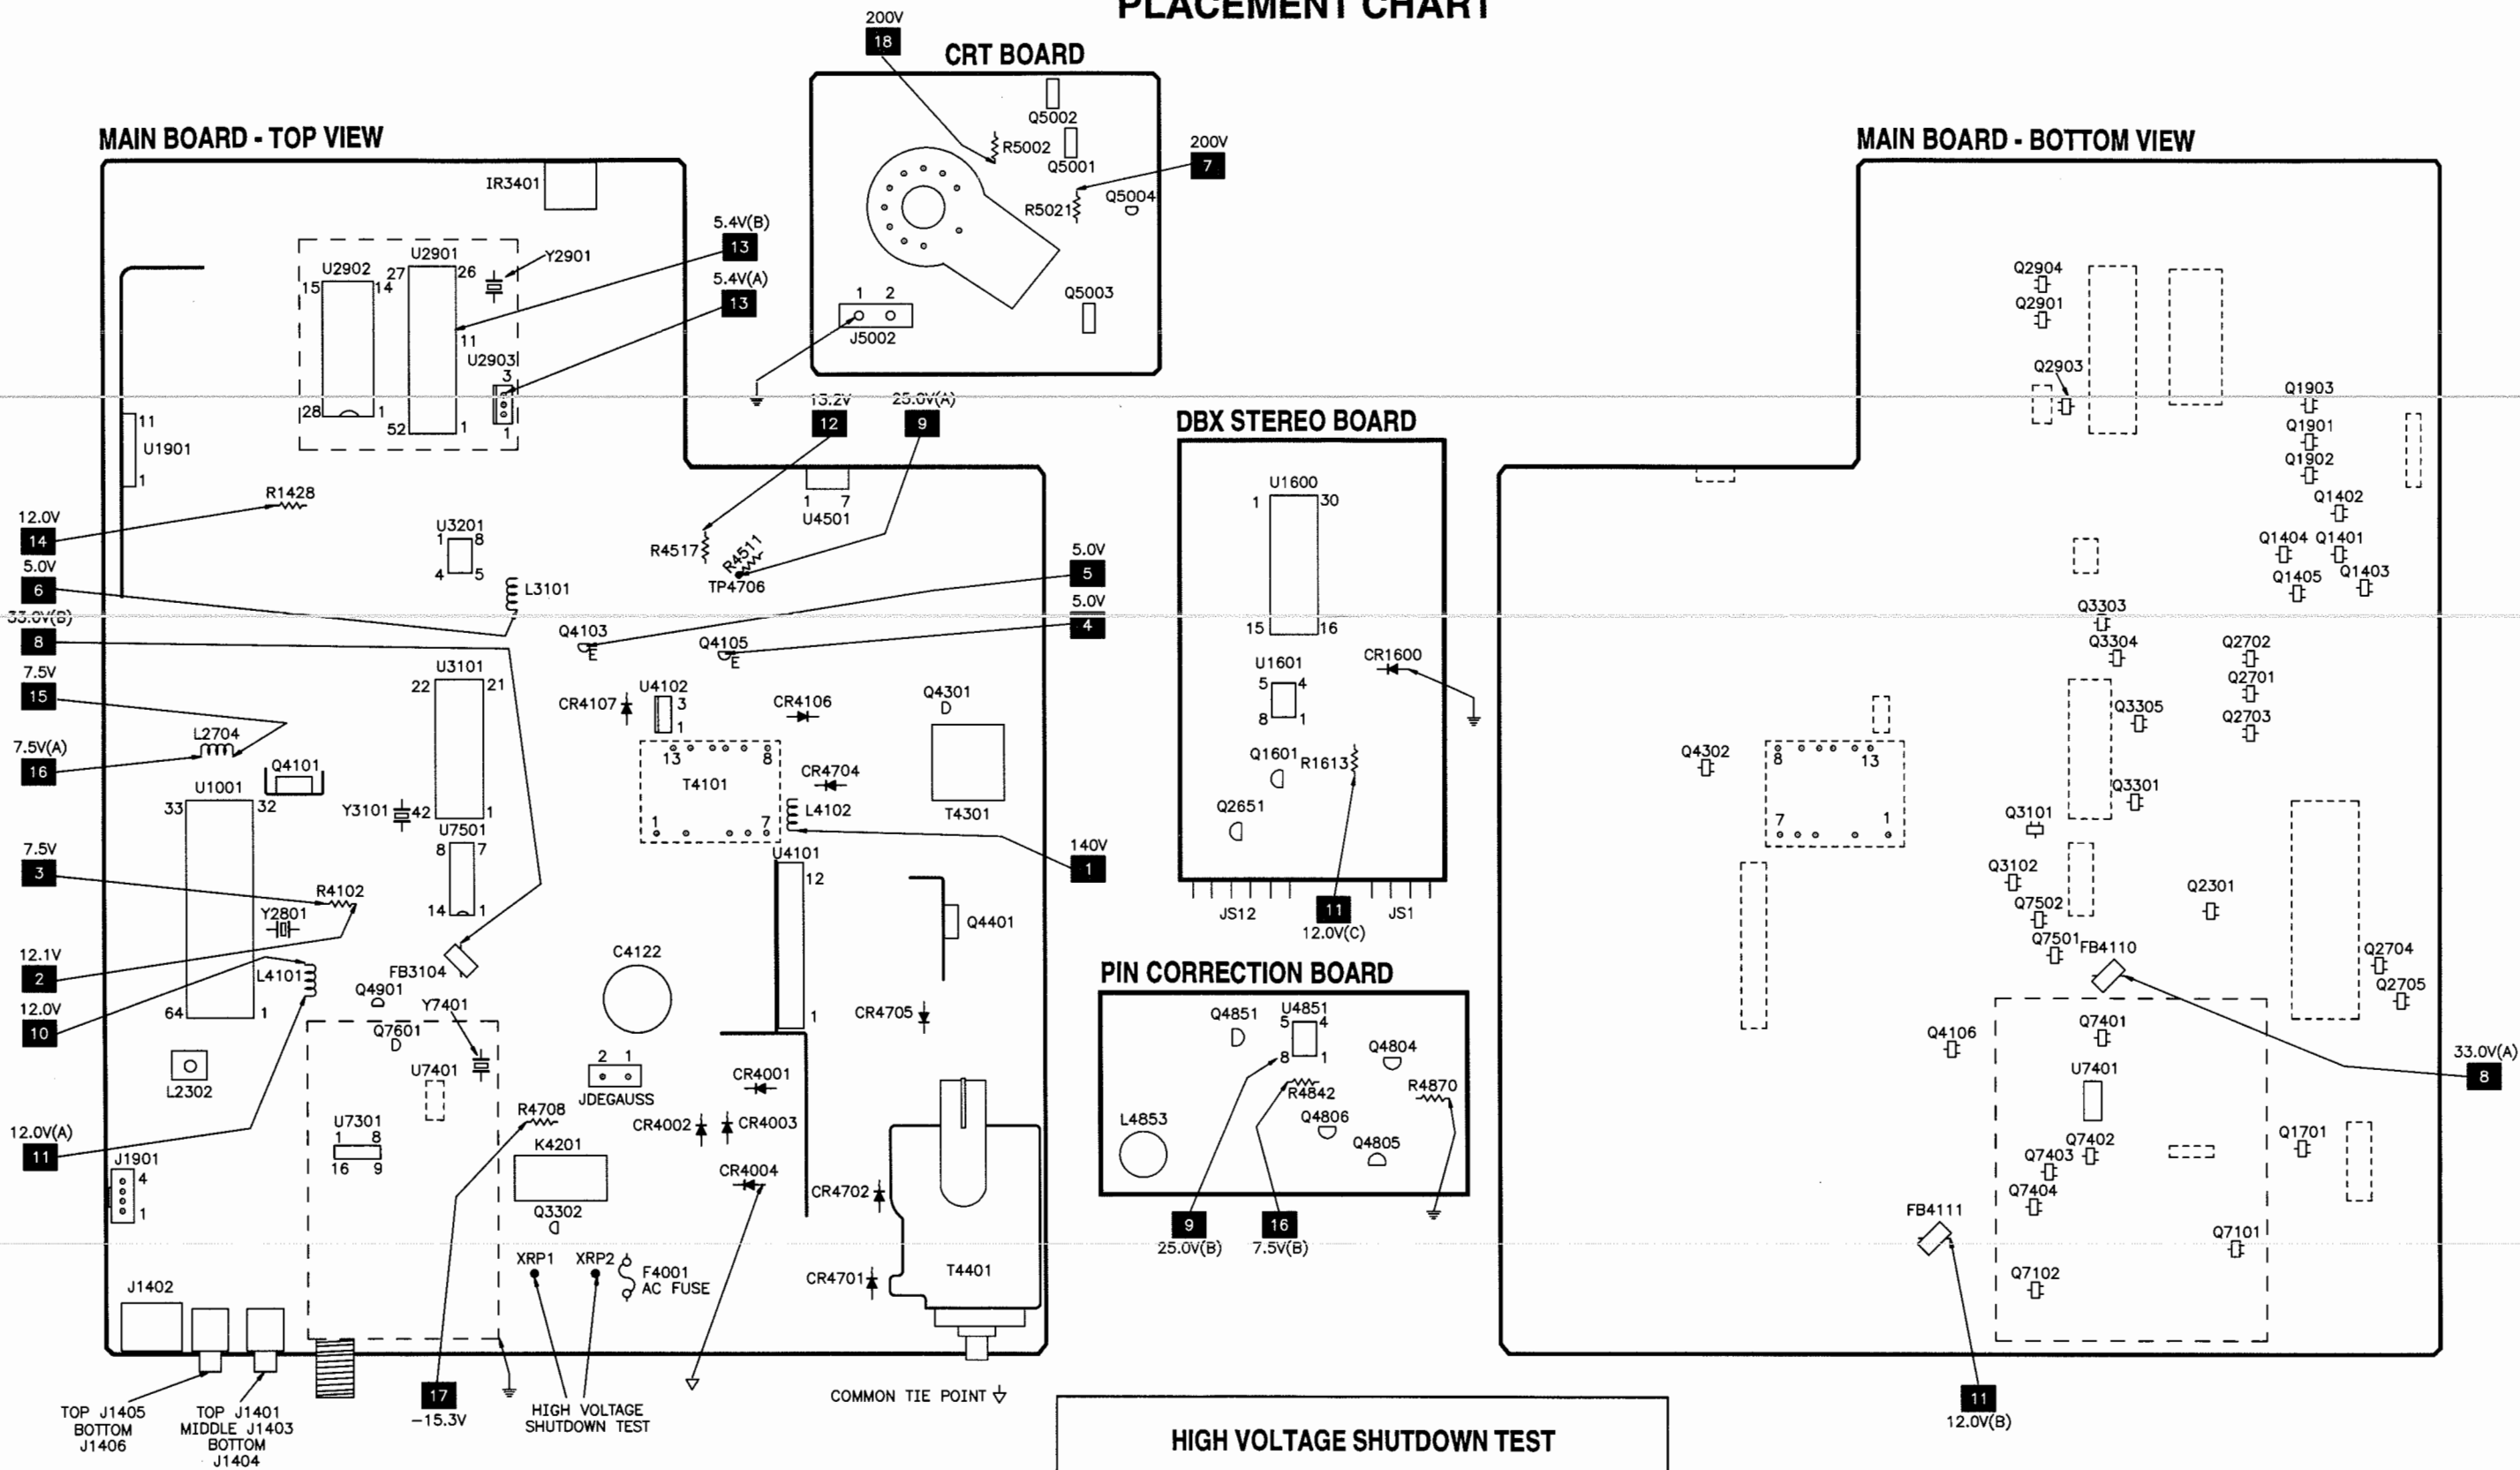 PLACEMENT CHART
200V
18
CRT BOARD
Q5002
R5002
Q5001
200V
7
Q5004
R5021
Q5003
1 2
J5002
MAIN BOARD - TOP VIEW
IR3401
5.4V(B)
13
5.4V(A)
13
U2901
U2902
27 26
Y2901
15 14
11
U2903
3
28 1
52 1
1
11
U1901
1
13.2V
12
25.0V(A)
9
R1428
12.0V
14
5.0V
6
33.0V(B)
8
7.5V
15
7.5V(A)
16
7.5V
3
12.1V
2
12.0V
10
12.0V(A)
11
U3201
1 8
4 5
L3101
1 7
U4501
R4517
R4511
TP4706
5.0V
5
5.0V
4
Q4103
E
Q4105
E
U3101
22 21
CR4107
U4102
3
1
CR4106
Q4301
D
L2704
Q4101
13 8
T4101
1 7
CR4704
L4102
T4301
U1001
33 32
Y3101
42 1
U7501
8 7
140V
1
U4101
12
R4102
Y2801
14 1
Q4401
C4122
L4101
FB3104
Q4901
Y7401
64 1
Q7601
D
1
CR4705
L2302
U7401
2 1
JDEGAUSS
CR4001
U7301
1 8
16 9
R4708
CR4002
CR4003
K4201
CR4004
J1901
4
1
CR4702
Q3302
XRP1
XRP2
F4001
AC FUSE
CR4701
T4401
J1402
TOP J1405
BOTTOM
J1406
TOP J1401
MIDDLE J1403
BOTTOM
J1404
17
-15.3V
HIGH VOLTAGE
SHUTDOWN TEST
COMMON TIE POINT
DBX STEREO BOARD
U1600
1 30
15 16
U1601
5 4
8 1
CR1600
Q1601
R1613
Q2651
JS12
11
JS1
12.0V(C)
PIN CORRECTION BOARD
Q4851
U4851
5 4
8 1
Q4804
R4842
R4870
L4853
Q4806
Q4805
9
25.0V(B)
16
7.5V(B)
HIGH VOLTAGE SHUTDOWN TEST
MAIN BOARD - BOTTOM VIEW
Q2904
Q2901
Q2903
Q1903
Q1901
Q1902
Q1402
Q1404
Q1401
Q1405
Q1403
Q3303
Q3304
Q2702
Q2701
Q3305
Q2703
Q4302
8 13
7 1
Q3301
Q3101
Q3102
Q2301
Q7502
Q7501
FB4110
Q2704
Q2705
Q4106
Q7401
33.0V(A)
8
U7401
Q7402
Q7403
Q1701
Q7404
FB4111
Q7101
Q7102
11
12.0V(B)